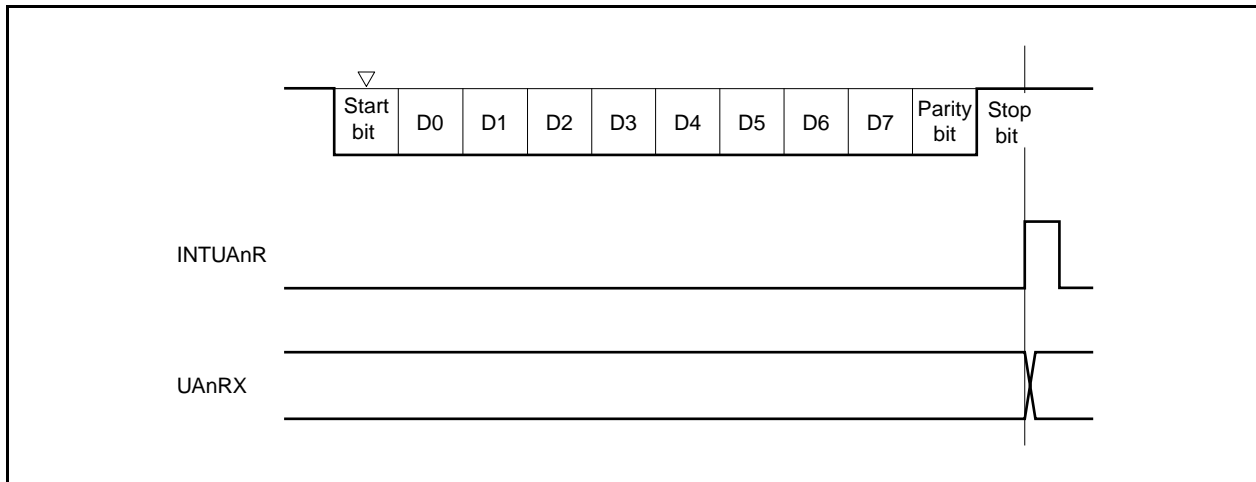 Start
bit
D0
D1
D2
D3
D4
D5
D6
D7
Parity
bit
Stop
bit
INTUAnR
UAnRX